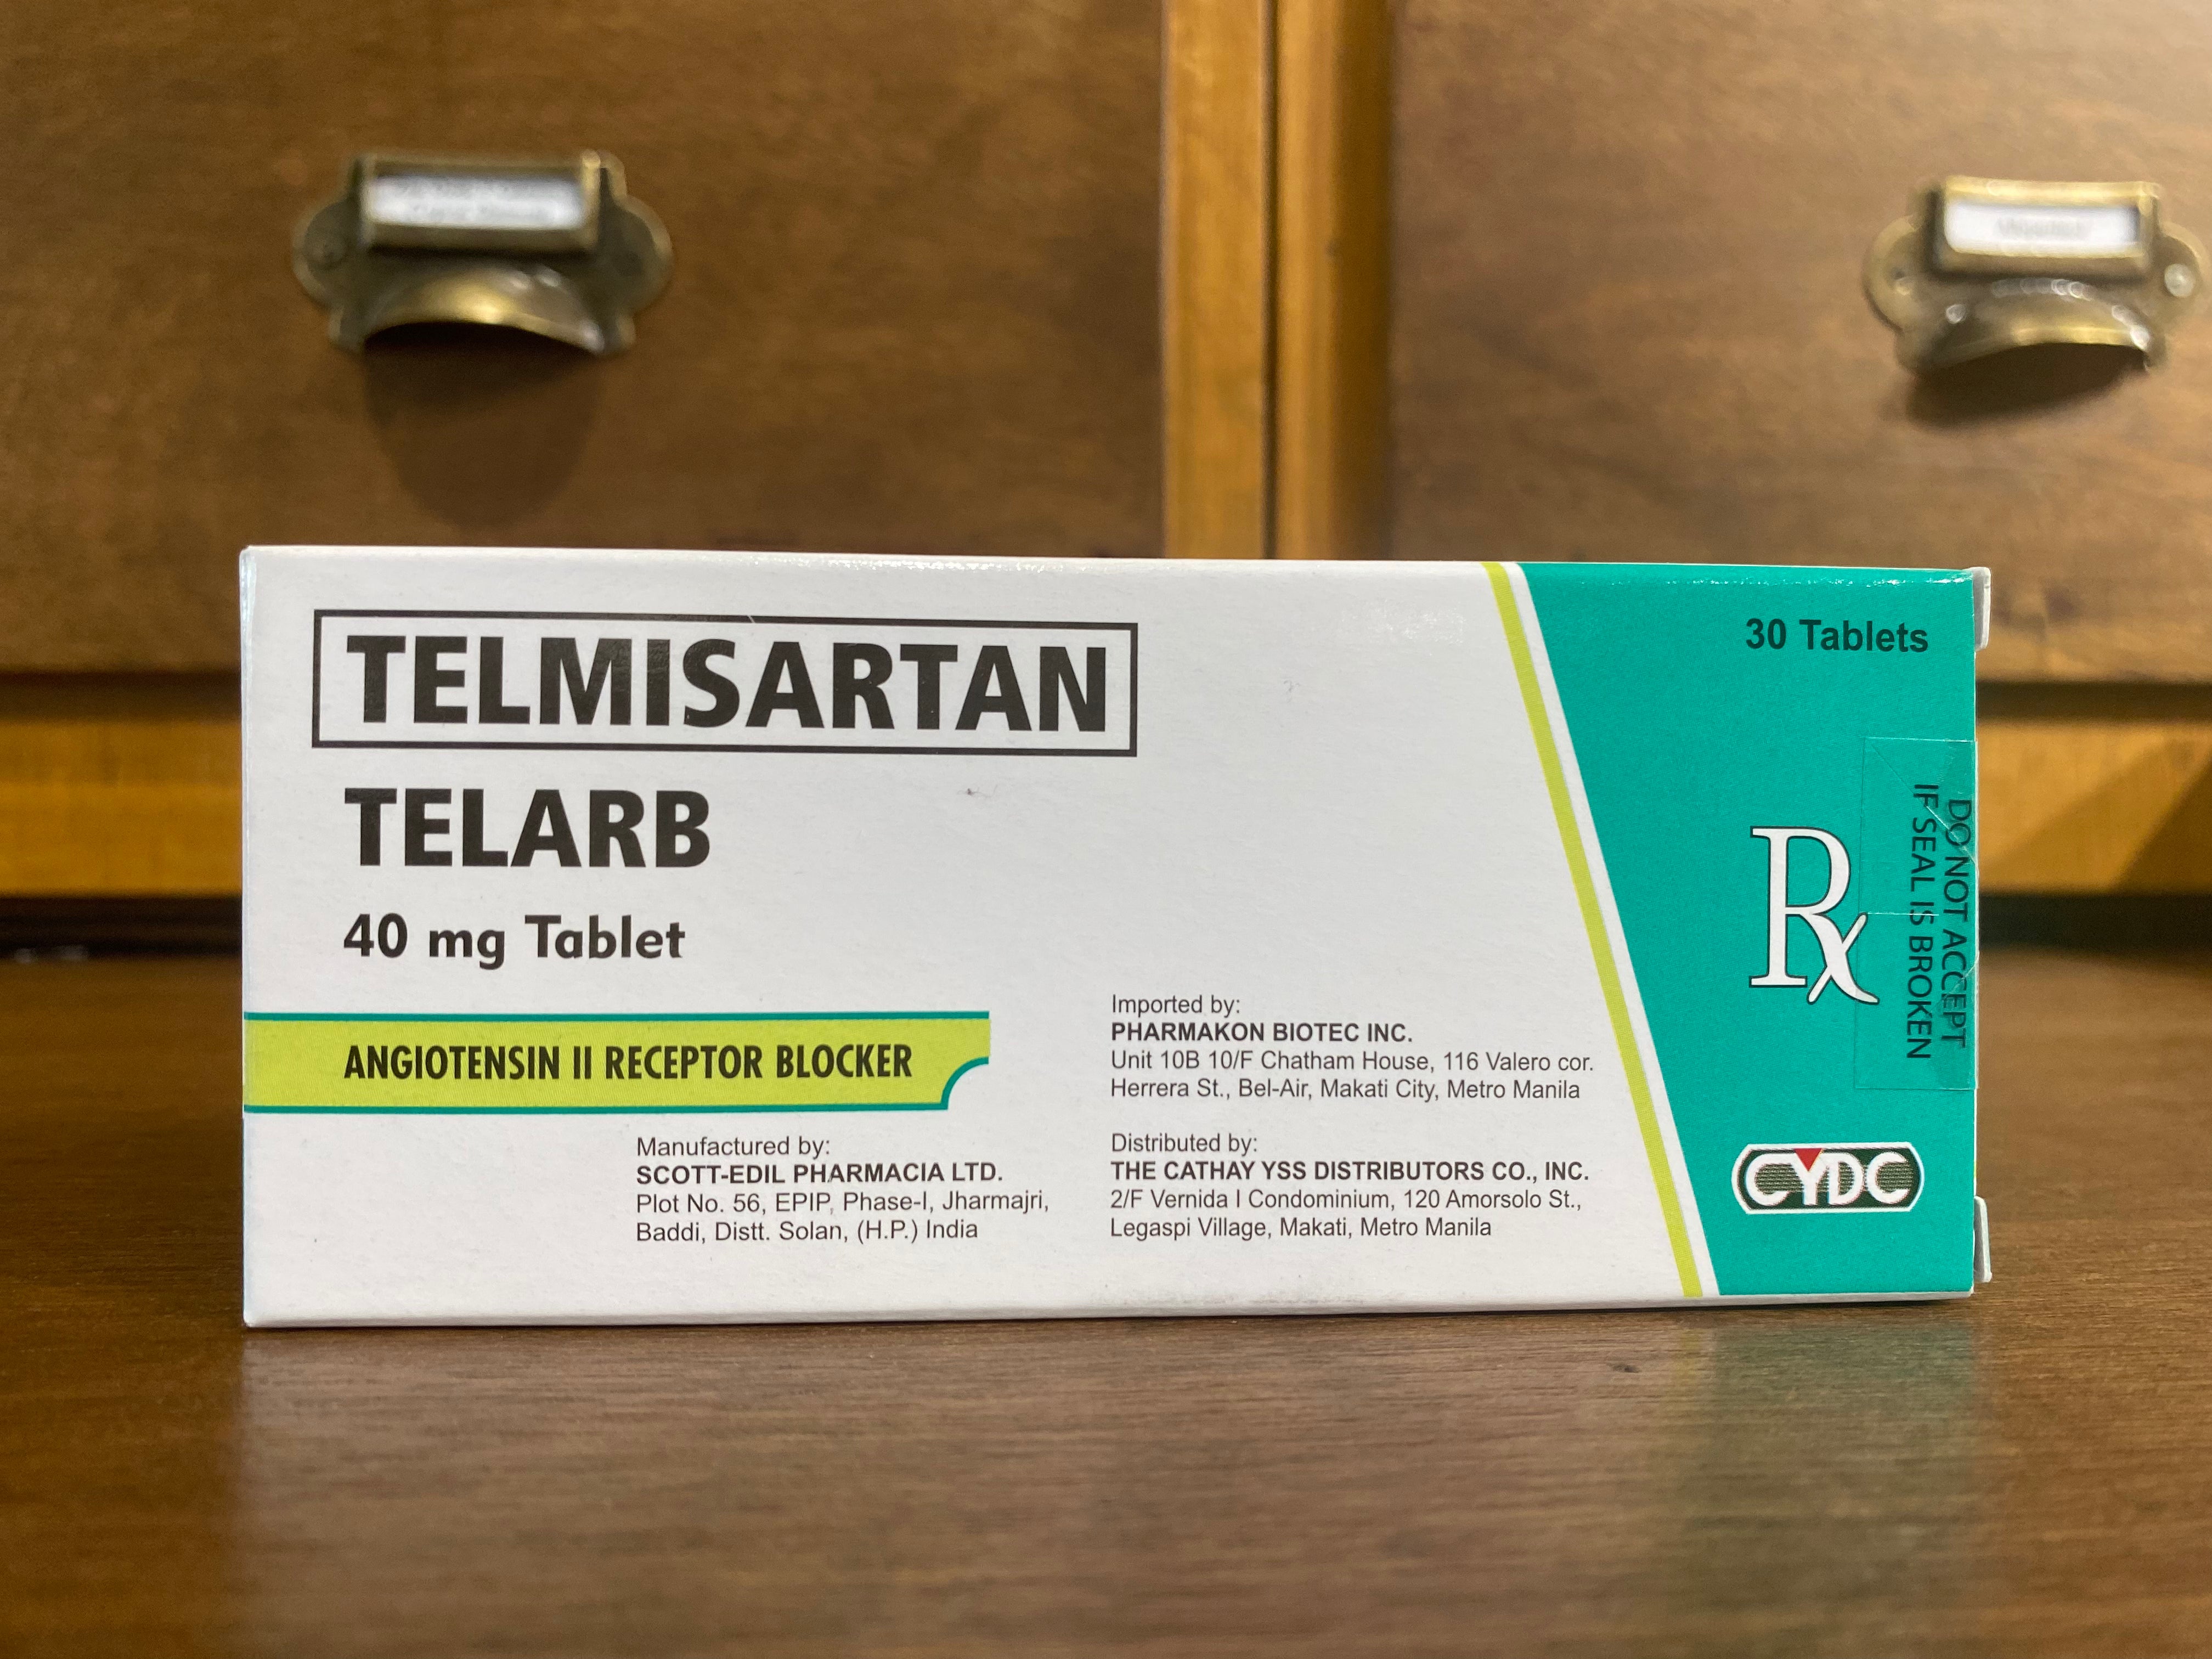 TELMISARTAN
TELARB
40 mg Tablet
ANGIOTENSIN II RECEPTOR BLOCKER
Manufactured by:
SCOTT-EDIL PHARMACIA LTD.
Plot No. 56, EPIP, Phase-I, Jharmajri,
Baddi, Distt. Solan, (H.P.) India
Imported by:
PHARMAKON BIOTEC INC.
Unit 10B 10/F Chatham House, 116 Valero cor.
Herrera St., Bel-Air, Makati City, Metro Manila
Distributed by:
THE CATHAY YSS DISTRIBUTORS CO., INC.
2/F Vernida I Condominium, 120 Amorsolo St.,
Legaspi Village, Makati, Metro Manila
30 Tablets
Rx
DO NOT ACCEPT
IF SEAL IS BROKEN
CYDC